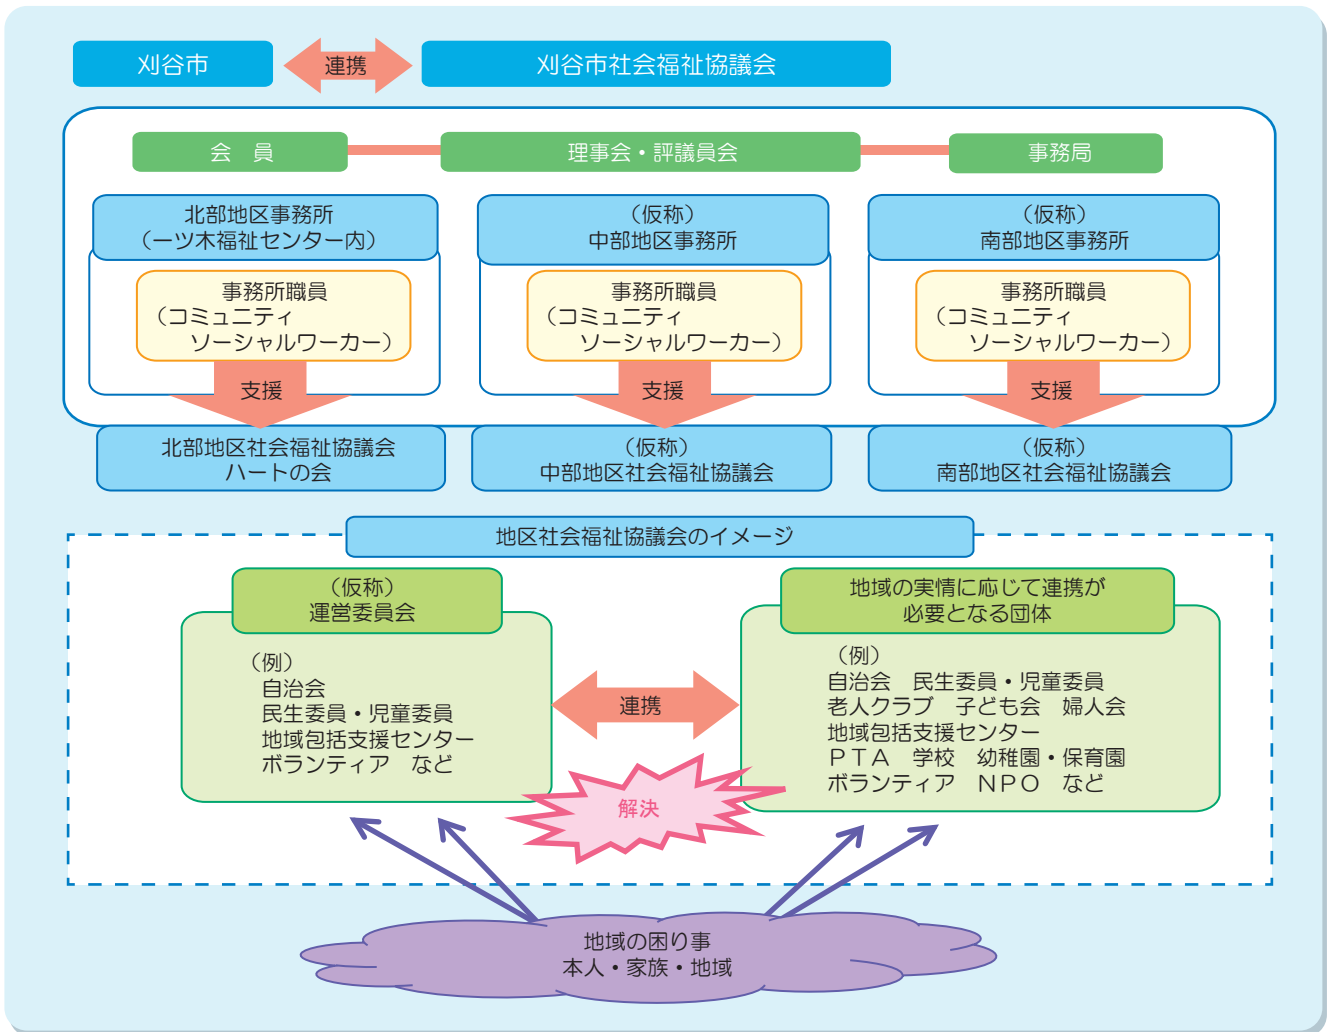 刈谷市
連携
刈谷市社会福祉協議会
会　員
理事会・評議員会
事務局
北部地区事務所
（一ツ木福祉センター内）
（仮称）
中部地区事務所
（仮称）
南部地区事務所
事務所職員
（コミュニティ
ソーシャルワーカー）
事務所職員
（コミュニティ
ソーシャルワーカー）
事務所職員
（コミュニティ
ソーシャルワーカー）
支援
支援
支援
北部地区社会福祉協議会
ハートの会
（仮称）
中部地区社会福祉協議会
（仮称）
南部地区社会福祉協議会
地区社会福祉協議会のイメージ
（仮称）
運営委員会
（例）
自治会
民生委員・児童委員
地域包括支援センター
ボランティア　など
連携
地域の実情に応じて連携が
必要となる団体
（例）
自治会　民生委員・児童委員
老人クラブ　子ども会　婦人会
地域包括支援センター
ＰＴＡ　学校　幼稚園・保育園
ボランティア　ＮＰＯ　など
解決
地域の困り事
本人・家族・地域